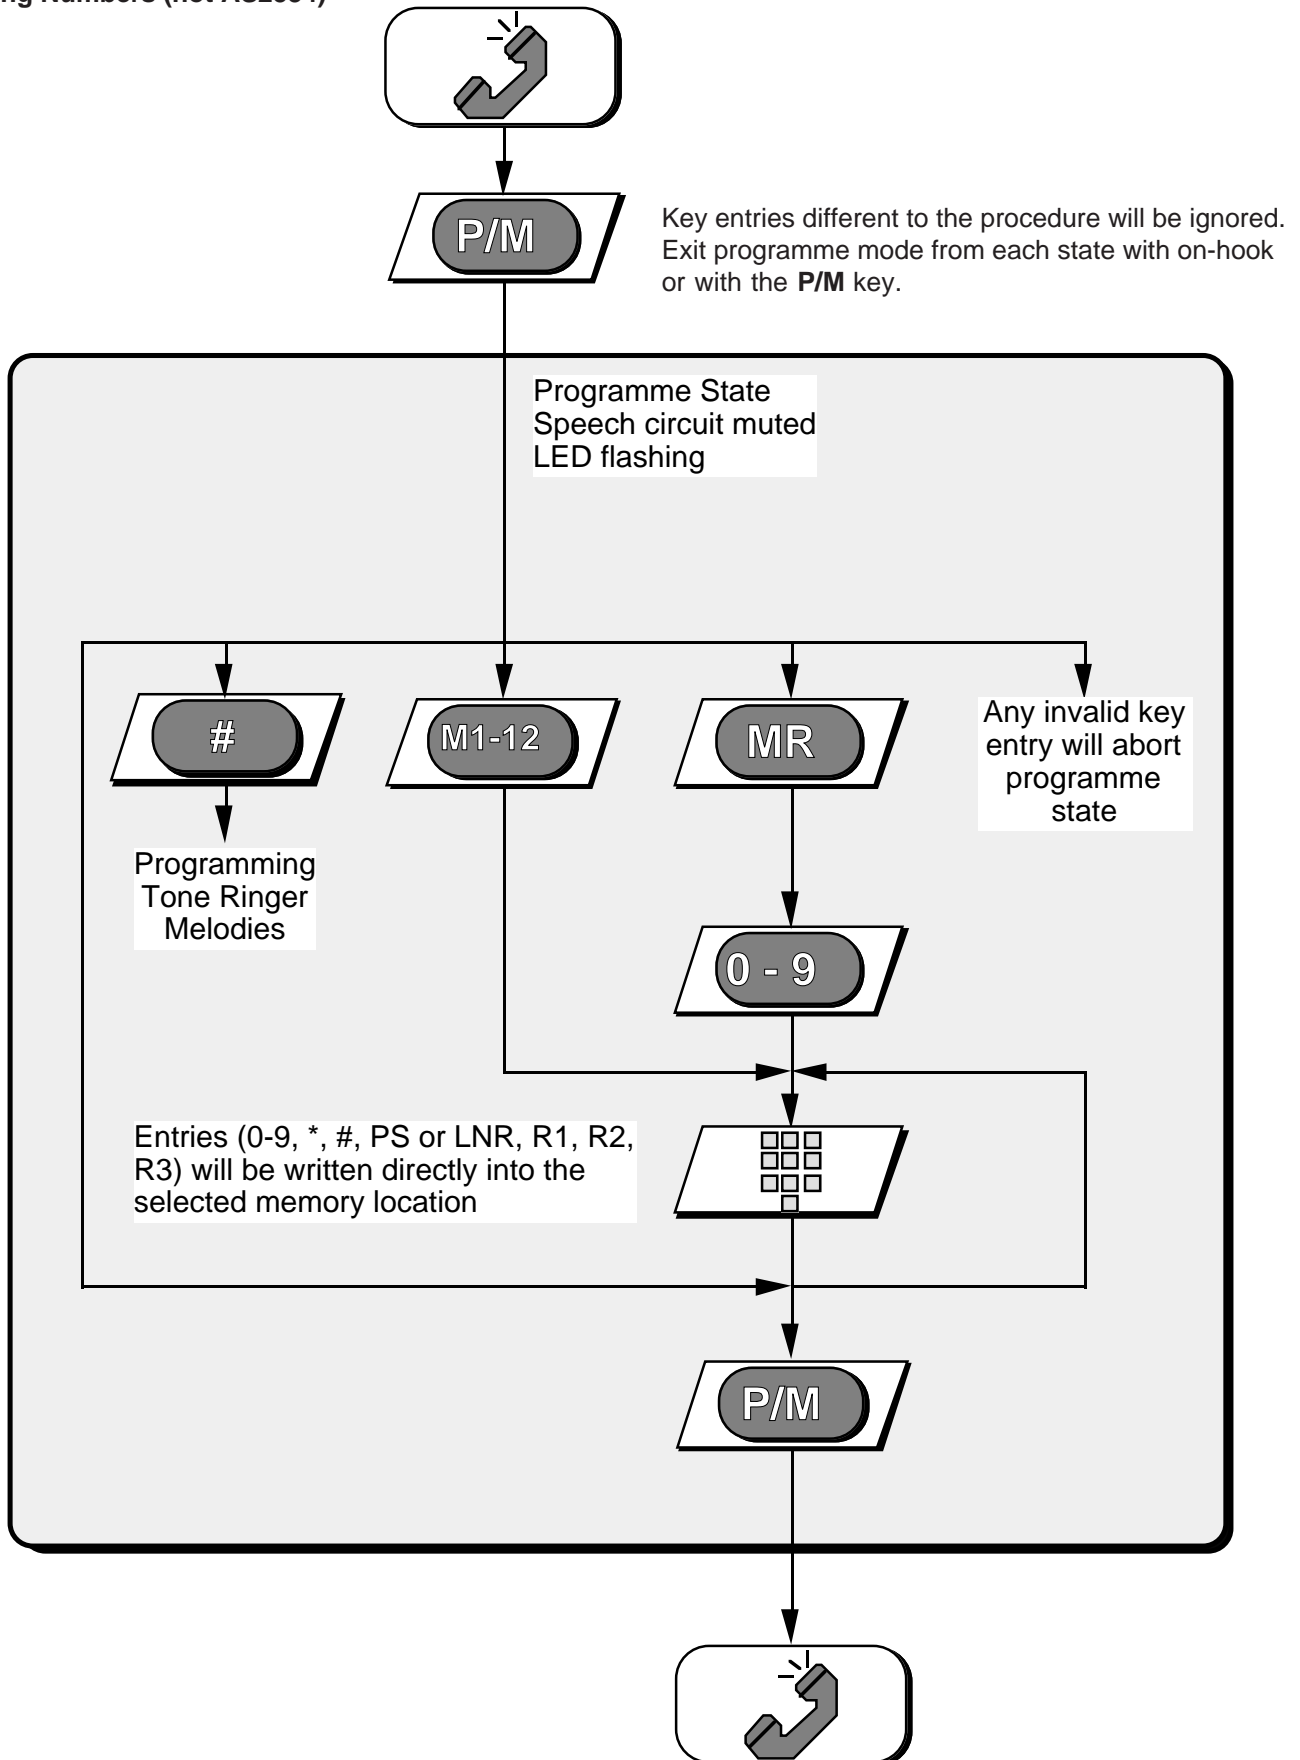 Numbers (not
P/M
Key entries different to the procedure will be ignored.
Exit programme mode from each state with on-hook
or with the P/M key.
Programme State
Speech circuit muted
LED flashing
#
M1-12
MR
Any invalid key
entry will abort
programme
state
Programming
Tone Ringer
Melodies
0 - 9
Entries (0-9, *, #, PS or LNR, R1, R2,
R3) will be written directly into the
selected memory location
P/M